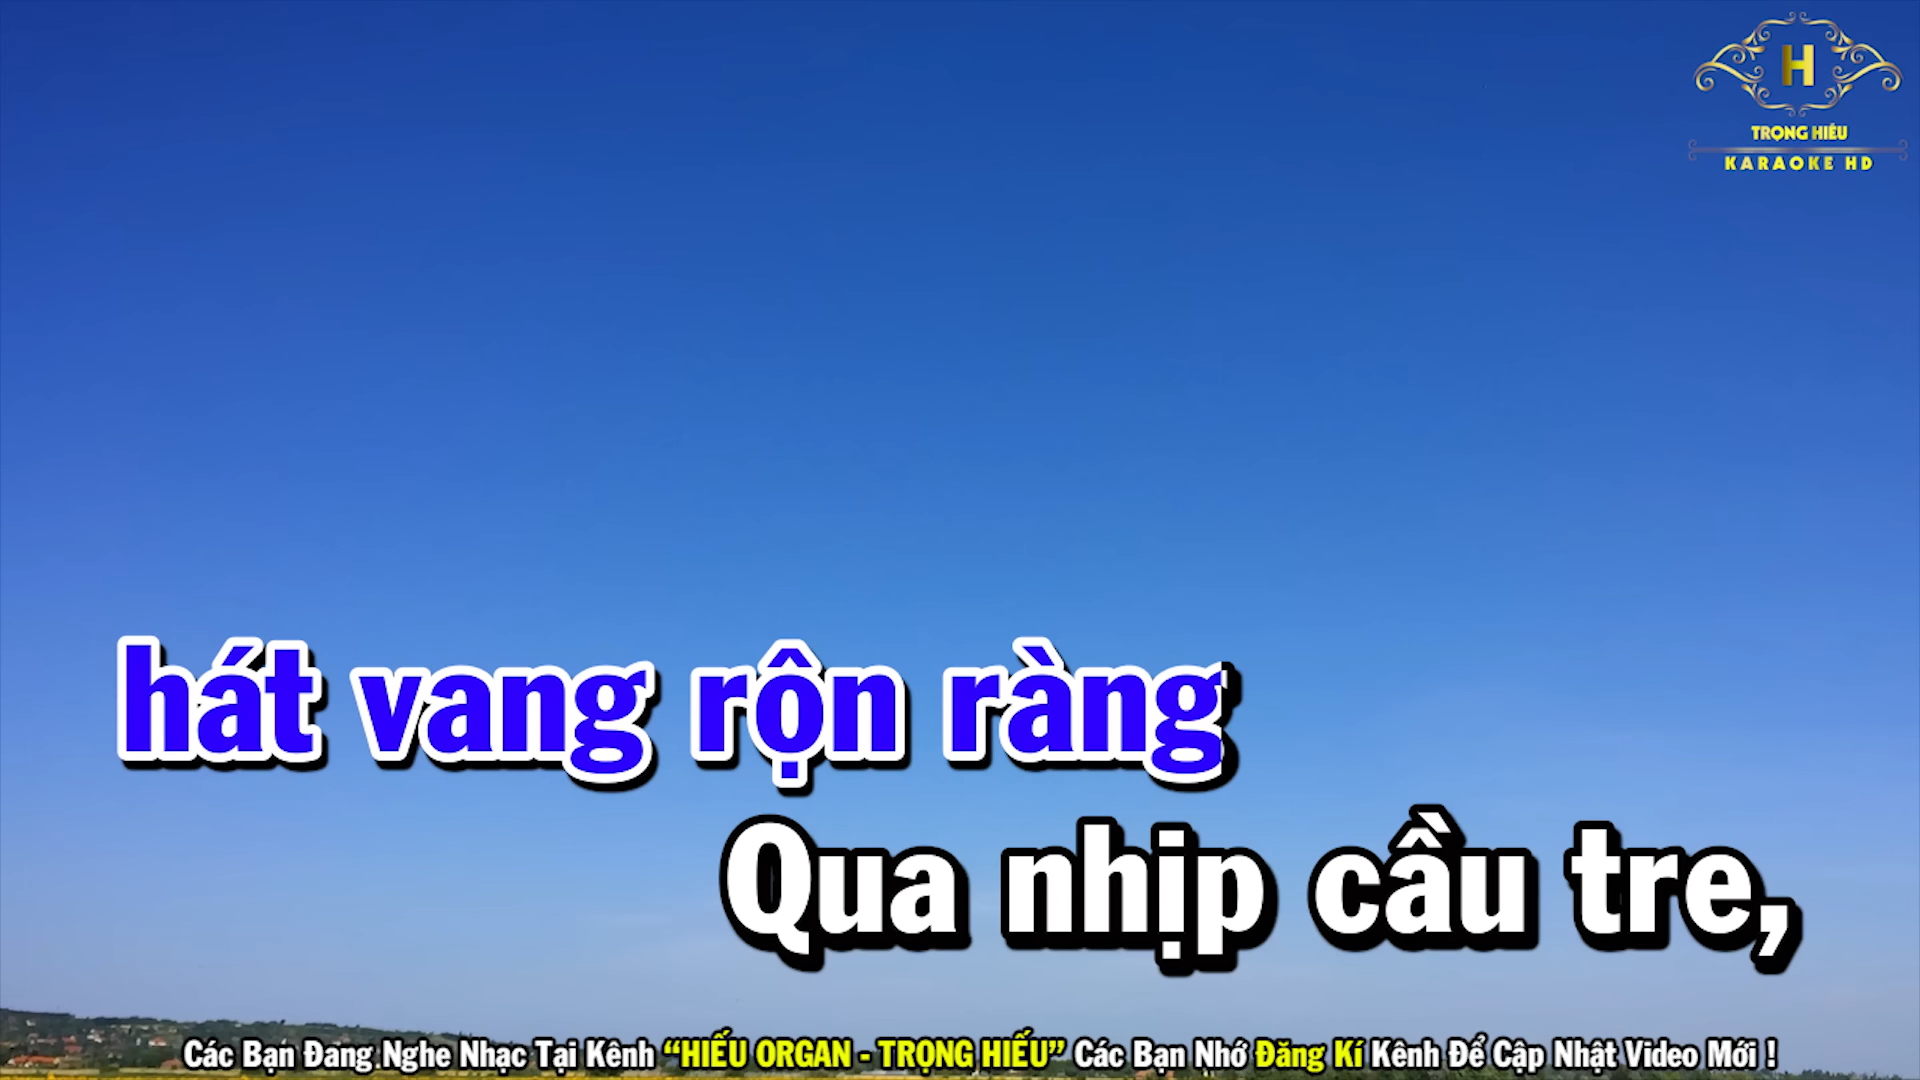 H
TRỌNG HIẾU
KARAOKE HD
hát vang rộn ràng
Qua nhịp cầu tre,
Các Bạn Đang Nghe Nhạc Tại Kênh “HIẾU ORGAN - TRỌNG HIẾU” Các Bạn Nhớ Đăng Kí Kênh Để Cập Nhật Video Mới !